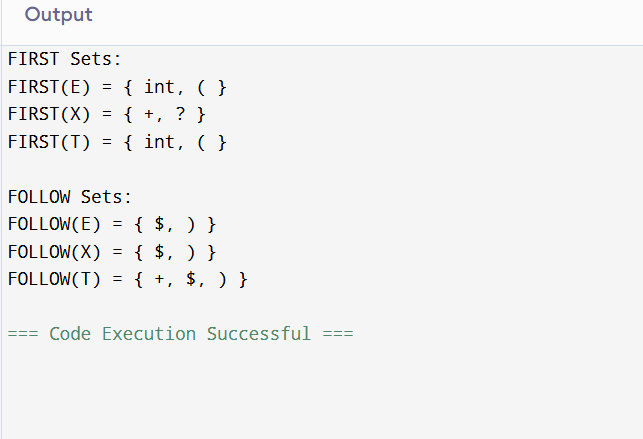 Output
FIRST Sets:
FIRST(E) = { int, ( }
FIRST(X) = { +, ? }
FIRST(T) = { int, ( }
FOLLOW Sets:
FOLLOW(E) = { $, ) }
FOLLOW(X) = { $, ) }
FOLLOW(T) = { +, $, ) }
=== Code Execution Successful ===